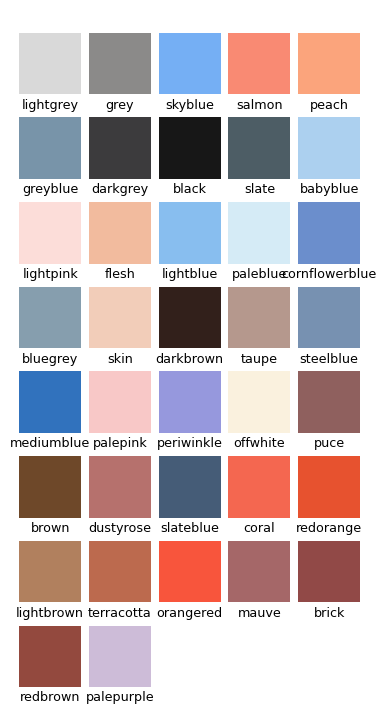 lightgrey grey skyblue salmon peach
greyblue darkgrey black slate babyblue
lightpink flesh lightblue paleblue cornflowerblue
bluegrey skin darkbrown taupe steelblue
mediumblue palepink periwinkle offwhite puce
brown dustyrose slateblue coral redorange
lightbrown terracotta orangered mauve brick
redbrown palepurple